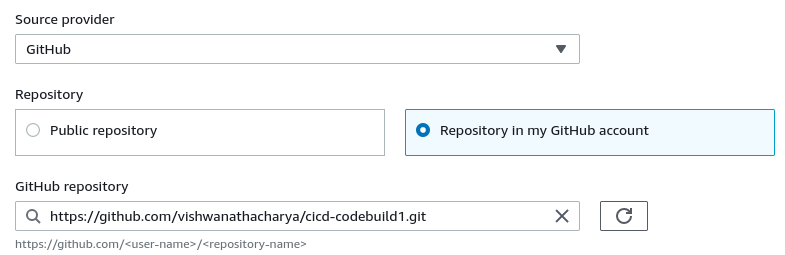 Source provider
GitHub
Repository
Public repository
Repository in my GitHub account
GitHub repository
https://github.com/vishwanathacharya/cicd-codebuild1.git
https://github.com/<user-name>/<repository-name>